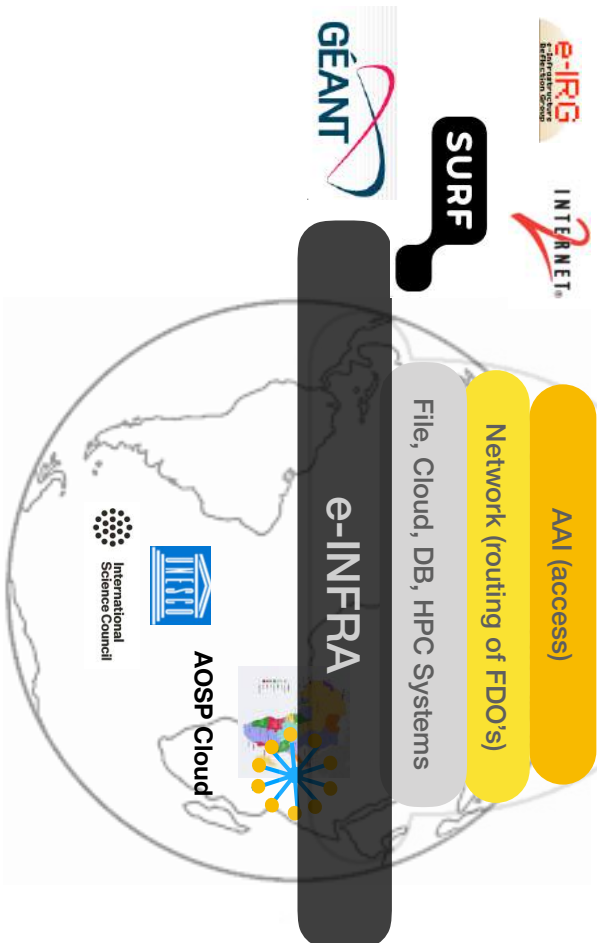 e-IRG
e-Infrastructure
Reflection Group
INTERNET®
2
AAI (access)
SURF
Network (routing of FDO's)
File, Cloud, DB, HPC Systems
GÉANT
e-INFRA
AOSP Cloud
UNESCO
International
Science Council